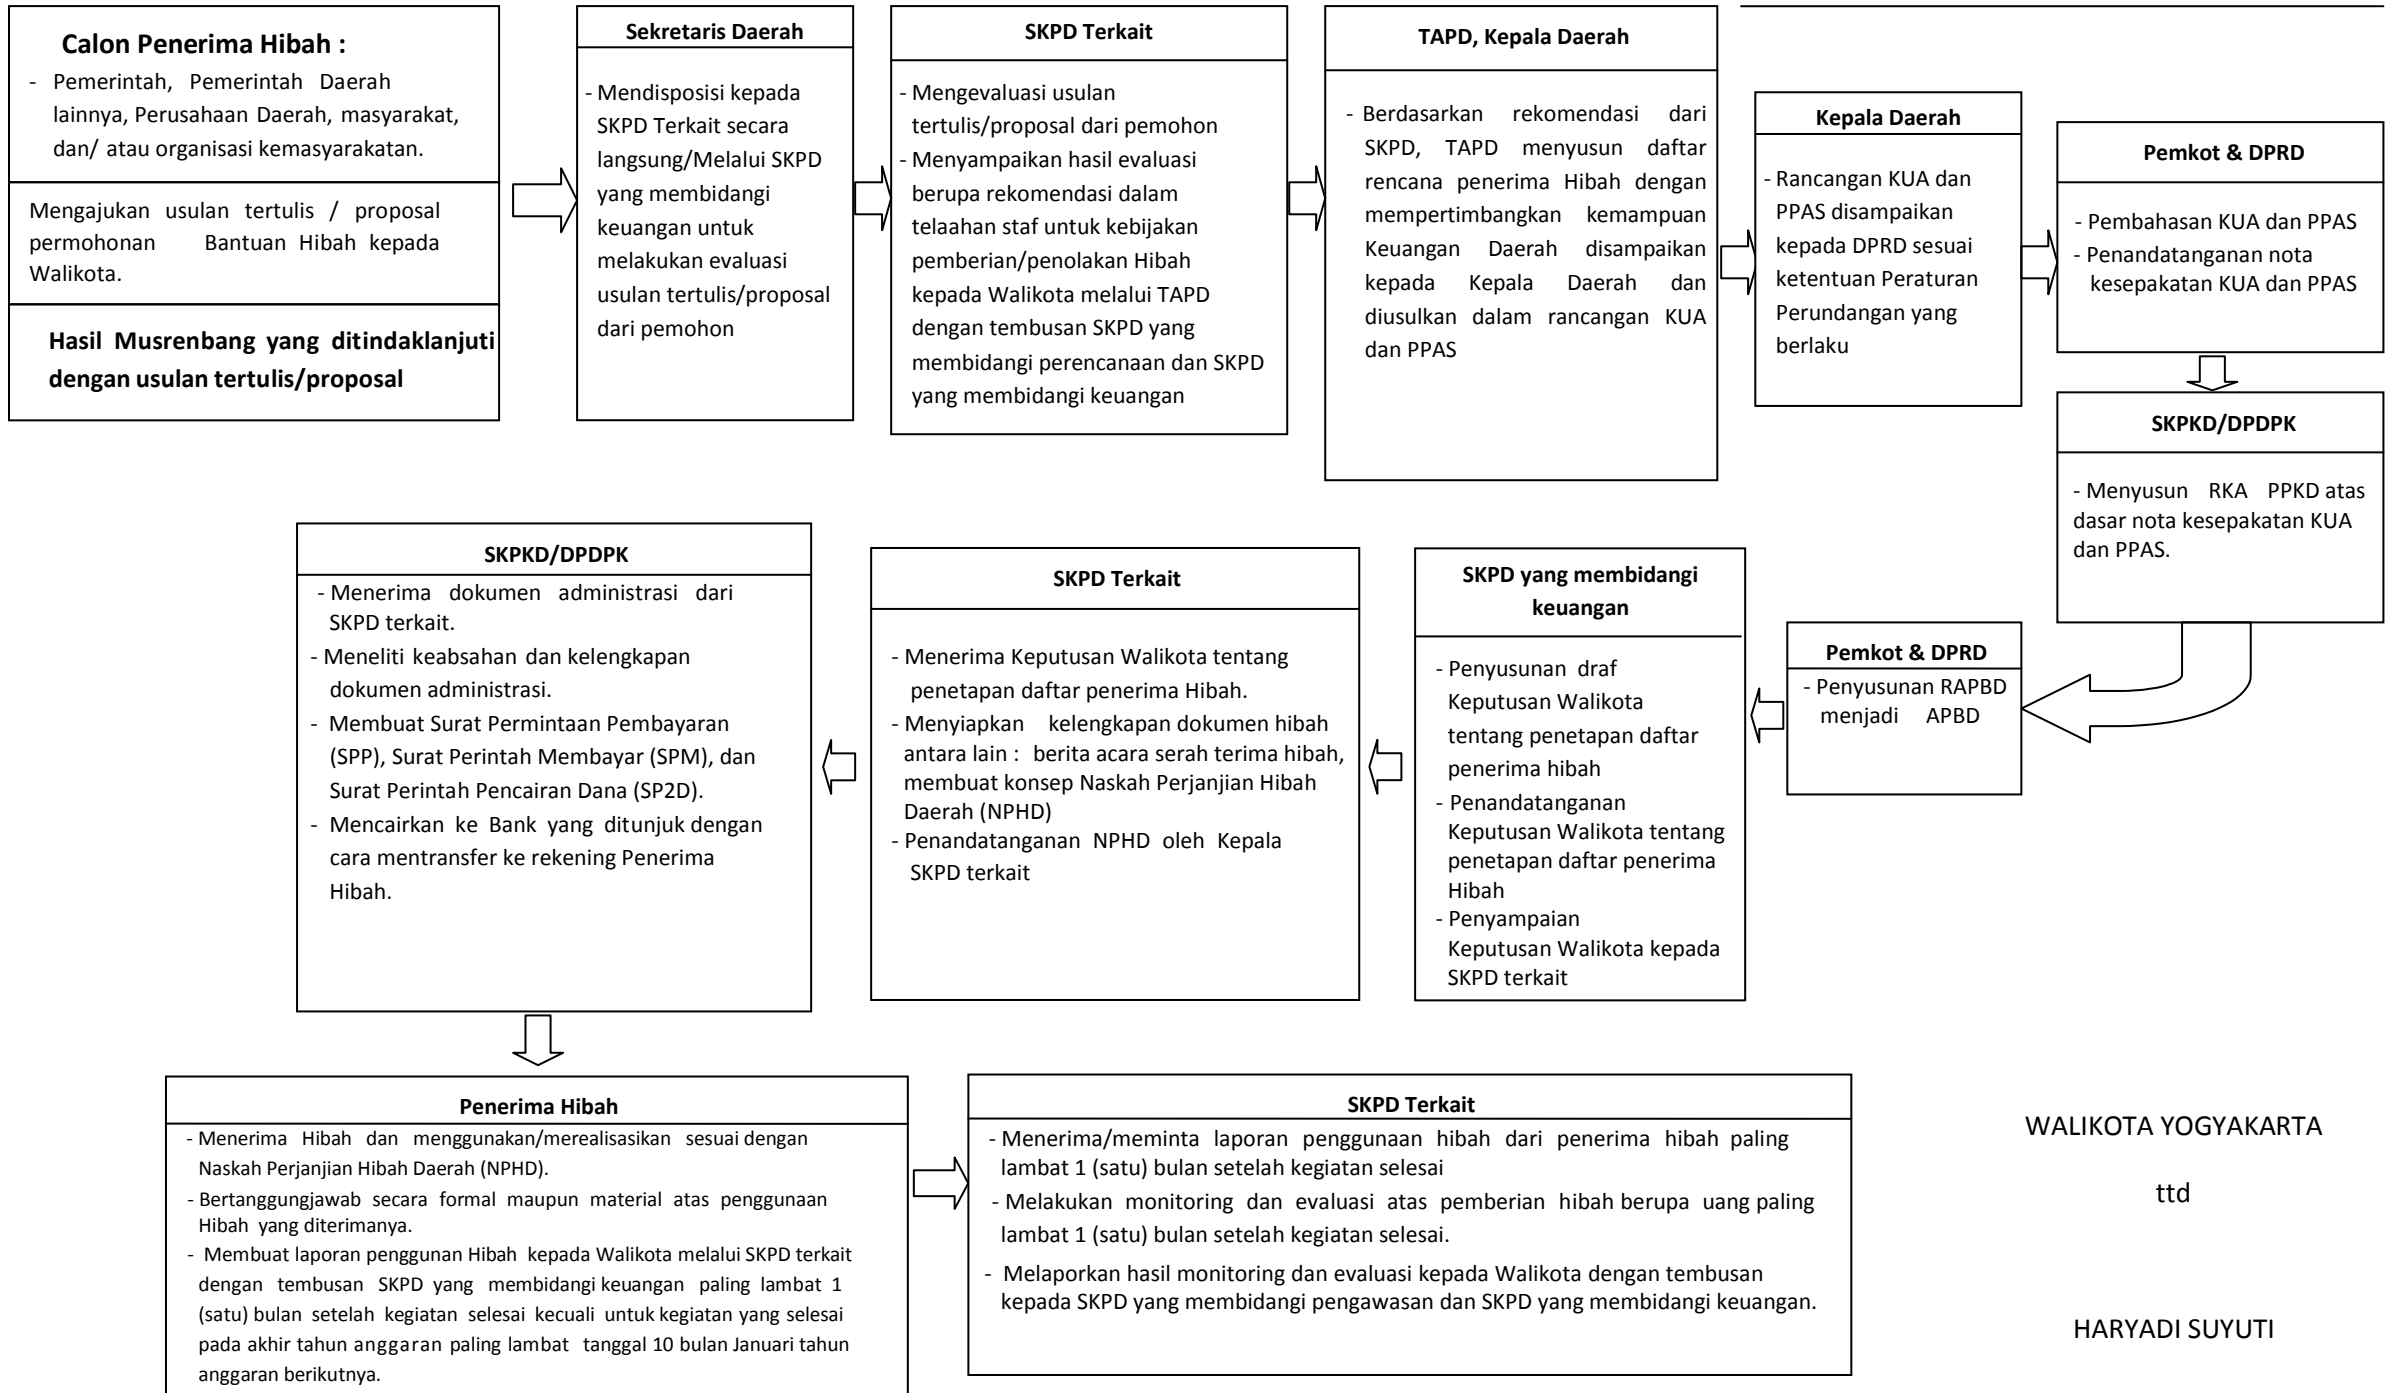 Calon Penerima Hibah :
- Pemerintah, Pemerintah Daerah
lainnya, Perusahaan Daerah, masyarakat,
dan/ atau organisasi kemasyarakatan.
Mengajukan usulan tertulis / proposal
permohonan Bantuan Hibah kepada
Walikota.
Hasil Musrenbang yang ditindaklanjuti
dengan usulan tertulis/proposal
Sekretaris Daerah
- Mendisposisi kepada
SKPD Terkait secara
langsung/Melalui SKPD
yang membidangi
keuangan untuk
melakukan evaluasi
usulan tertulis/proposal
dari pemohon
SKPD Terkait
- Mengevaluasi usulan
tertulis/proposal dari pemohon
- Menyampaikan hasil evaluasi
berupa rekomendasi dalam
telaahan staf untuk kebijakan
pemberian/penolakan Hibah
kepada Walikota melalui TAPD
dengan tembusan SKPD yang
membidangi perencanaan dan SKPD
yang membidangi keuangan
TAPD, Kepala Daerah
- Berdasarkan rekomendasi dari
SKPD, TAPD menyusun daftar
rencana penerima Hibah dengan
mempertimbangkan kemampuan
Keuangan Daerah disampaikan
kepada Kepala Daerah dan
diusulkan dalam rancangan KUA
dan PPAS
Kepala Daerah
- Rancangan KUA dan
PPAS disampaikan
kepada DPRD sesuai
ketentuan Peraturan
Perundangan yang
berlaku
Pemkot & DPRD
- Pembahasan KUA dan PPAS
- Penandatanganan nota
kesepakatan KUA dan PPAS
SKPKD/DPDPK
- Menyusun RKA PPKD atas
dasar nota kesepakatan KUA
dan PPAS.
Pemkot & DPRD
- Penyusunan RAPBD
menjadi APBD
SKPD yang membidangi
keuangan
- Penyusunan draf
Keputusan Walikota
tentang penetapan daftar
penerima hibah
- Penandatanganan
Keputusan Walikota tentang
penetapan daftar penerima
Hibah
- Penyampaian
Keputusan Walikota kepada
SKPD terkait
SKPD Terkait
- Menerima Keputusan Walikota tentang
penetapan daftar penerima Hibah.
- Menyiapkan kelengkapan dokumen hibah
antara lain : berita acara serah terima hibah,
membuat konsep Naskah Perjanjian Hibah
Daerah (NPHD)
- Penandatanganan NPHD oleh Kepala
SKPD terkait
SKPKD/DPDPK
- Menerima dokumen administrasi dari
SKPD terkait.
- Meneliti keabsahan dan kelengkapan
dokumen administrasi.
- Membuat Surat Permintaan Pembayaran
(SPP), Surat Perintah Membayar (SPM), dan
Surat Perintah Pencairan Dana (SP2D).
- Mencairkan ke Bank yang ditunjuk dengan
cara mentransfer ke rekening Penerima
Hibah.
Penerima Hibah
- Menerima Hibah dan menggunakan/merealisasikan sesuai dengan
Naskah Perjanjian Hibah Daerah (NPHD).
- Bertanggungjawab secara formal maupun material atas penggunaan
Hibah yang diterimanya.
- Membuat laporan penggunan Hibah kepada Walikota melalui SKPD terkait
dengan tembusan SKPD yang membidangi keuangan paling lambat 1
(satu) bulan setelah kegiatan selesai kecuali untuk kegiatan yang selesai
pada akhir tahun anggaran paling lambat tanggal 10 bulan Januari tahun
anggaran berikutnya.
SKPD Terkait
- Menerima/meminta laporan penggunaan hibah dari penerima hibah paling
lambat 1 (satu) bulan setelah kegiatan selesai
- Melakukan monitoring dan evaluasi atas pemberian hibah berupa uang paling
lambat 1 (satu) bulan setelah kegiatan selesai.
- Melaporkan hasil monitoring dan evaluasi kepada Walikota dengan tembusan
kepada SKPD yang membidangi pengawasan dan SKPD yang membidangi keuangan.
WALIKOTA YOGYAKARTA
ttd
HARYADI SUYUTI